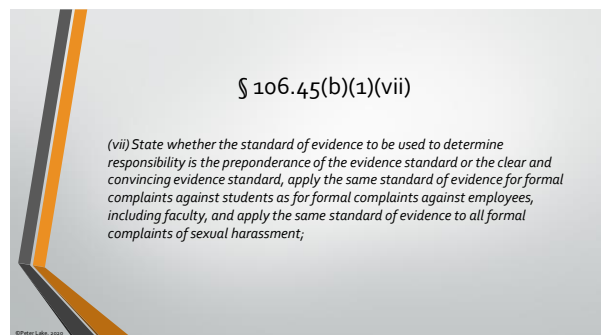 § 106.45(b)(1)(vii)
(vii) State whether the standard of evidence to be used to determine
responsibility is the preponderance of the evidence standard or the clear and
convincing evidence standard, apply the same standard of evidence for formal
complaints against students as for formal complaints against employees,
including faculty, and apply the same standard of evidence to all formal
complaints of sexual harassment;
©Peter Lake, 2020